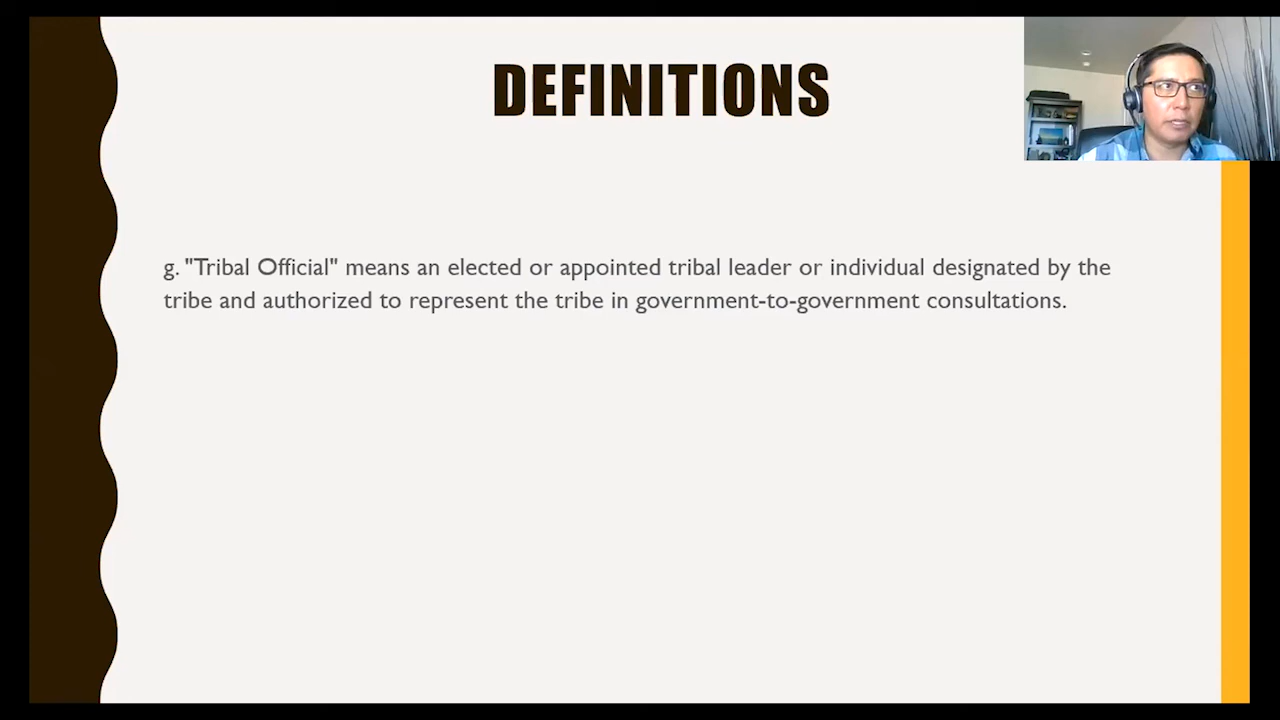 DEFINITIONS
g. "Tribal Official" means an elected or appointed tribal leader or individual designated by the
tribe and authorized to represent the tribe in government-to-government consultations.